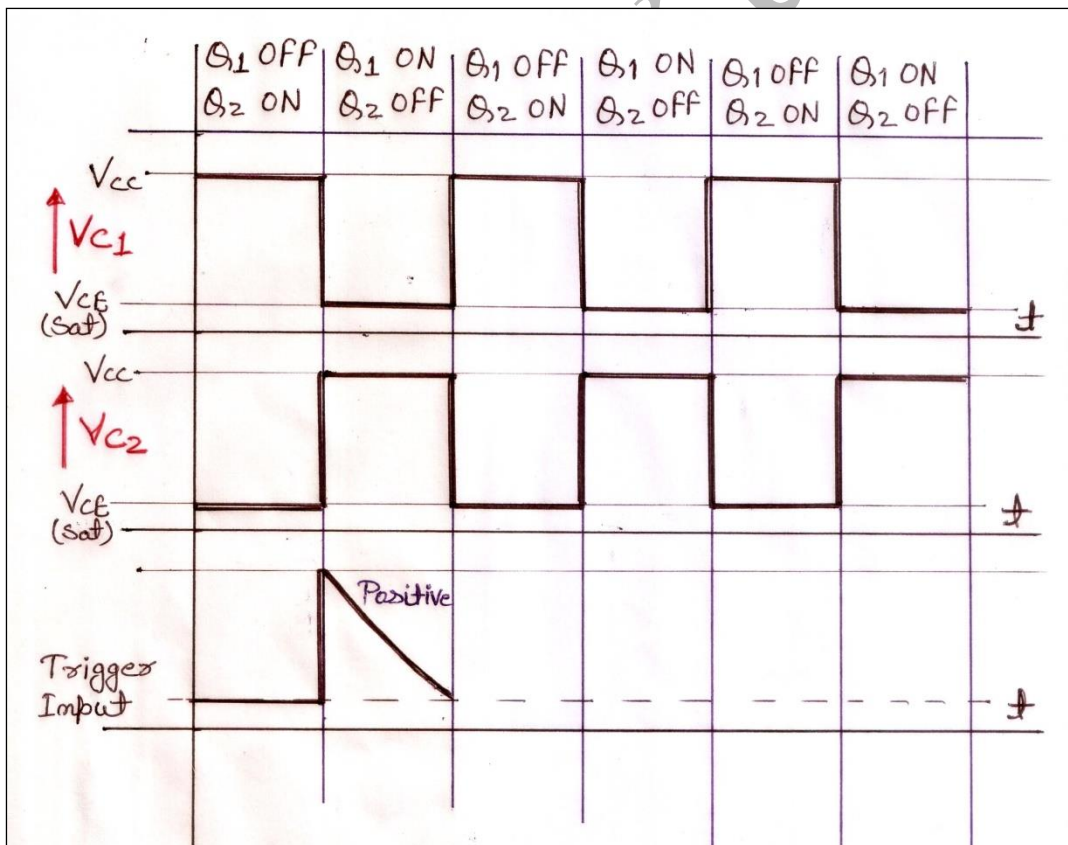 Q1 OFF
Q2 ON
Q1 ON
Q2 OFF
Q1 OFF
Q2 ON
Q1 ON
Q2 OFF
Q1 OFF
Q2 ON
Q1 ON
Q2 OFF
Vcc
VC1
VCE
(Sat)
t
Vcc
VC2
VCE
(Sat)
t
Positive
Trigger
Input
t